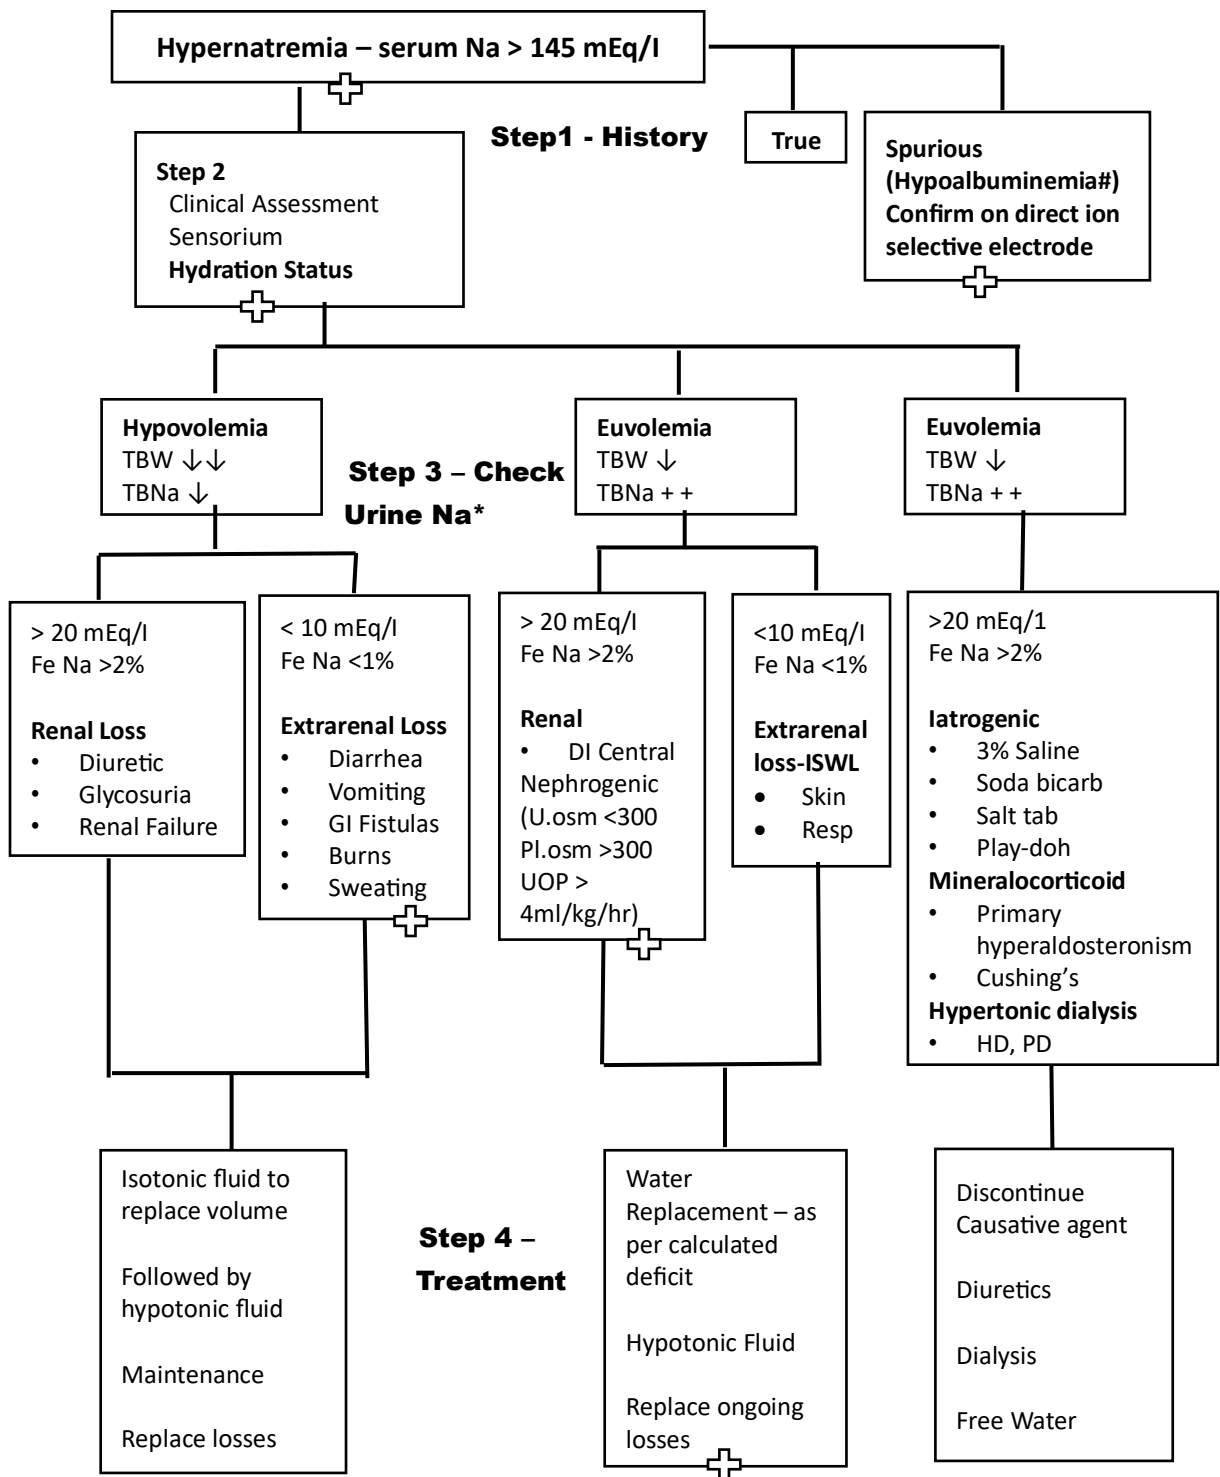 Hypernatremia – serum Na > 145 mEq/l
Step1 - History
True
Spurious
(Hypoalbuminemia#)
Confirm on direct ion
selective electrode
Step 2
Clinical Assessment
Sensorium
Hydration Status
Hypovolemia
TBW ↓↓
TBNa ↓
Step 3 – Check
Urine Na*
Euvolemia
TBW ↓
TBNa + +
Euvolemia
TBW ↓
TBNa + +
> 20 mEq/l
Fe Na >2%
Renal Loss
• Diuretic
• Glycosuria
• Renal Failure
< 10 mEq/l
Fe Na <1%
Extrarenal Loss
• Diarrhea
• Vomiting
• GI Fistulas
• Burns
• Sweating
> 20 mEq/l
Fe Na >2%
Renal
• DI Central
Nephrogenic
(U.osm <300
Pl.osm >300
UOP >
4ml/kg/hr)
<10 mEq/l
Fe Na <1%
Extrarenal
loss-ISWL
• Skin
• Resp
>20 mEq/1
Fe Na >2%
Iatrogenic
• 3% Saline
• Soda bicarb
• Salt tab
• Play-doh
Mineralocorticoid
• Primary
hyperaldosteronism
• Cushing’s
Hypertonic dialysis
• HD, PD
Isotonic fluid to
replace volume
Followed by
hypotonic fluid
Maintenance
Replace losses
Step 4 –
Treatment
Water
Replacement – as
per calculated
deficit
Hypotonic Fluid
Replace ongoing
losses
Discontinue
Causative agent
Diuretics
Dialysis
Free Water